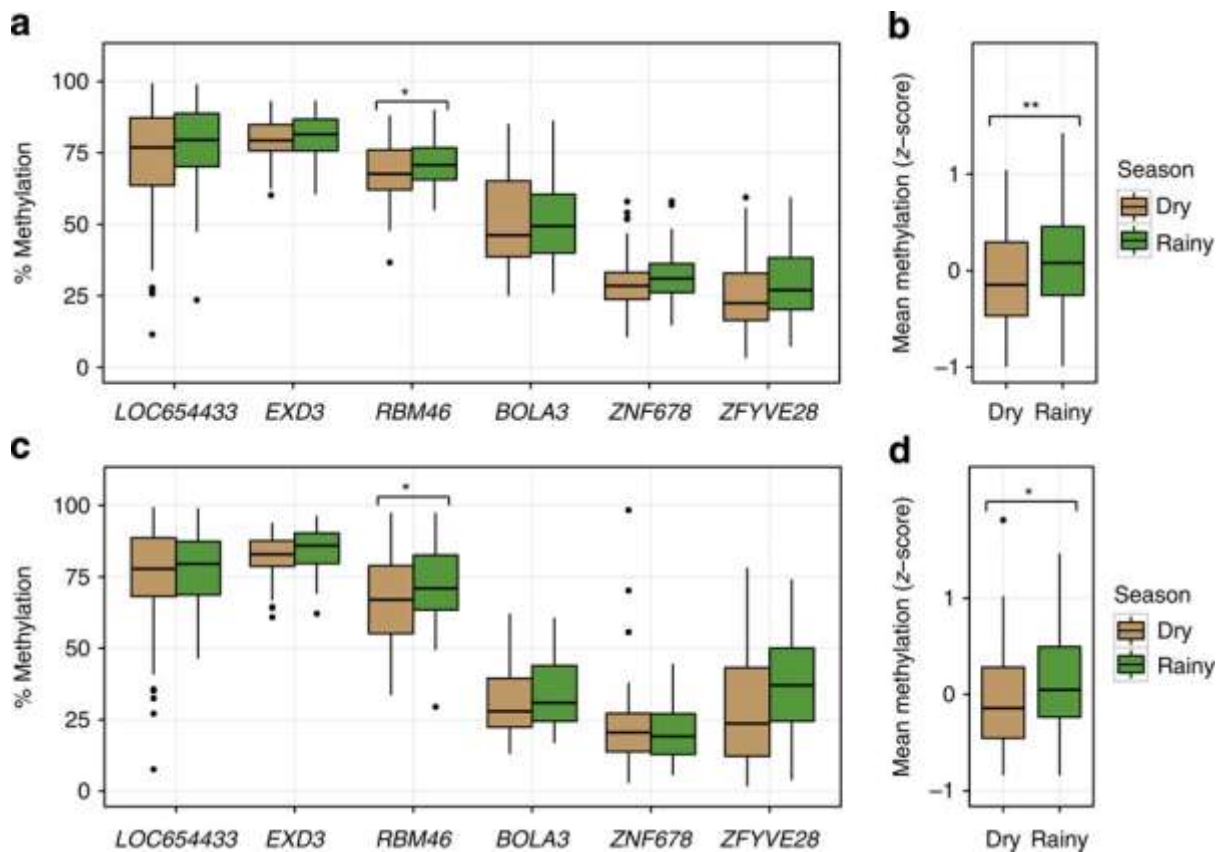 a
% Methylation
100
75
50
25
0
*
LOC654433 EXD3 RBM46 BOLA3 ZNF678 ZFYVE28
b
Mean methylation (z-score)
1
0
−1
**
Dry Rainy
Season
Dry
Rainy
c
% Methylation
100
75
50
25
0
*
LOC654433 EXD3 RBM46 BOLA3 ZNF678 ZFYVE28
d
Mean methylation (z-score)
1
0
−1
*
Dry Rainy
Season
Dry
Rainy